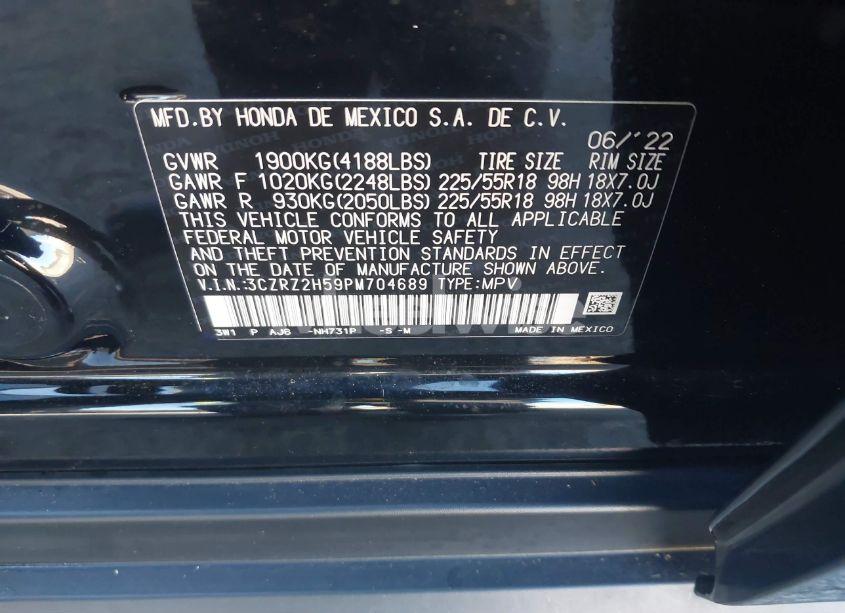 MFD.BY HONDA DE MEXICO S.A. DE C.V.
06/'22
GVWR 1900KG(4188LBS) TIRE SIZE RIM SIZE
GAWR F 1020KG(2248LBS) 225/55R18 98H 18X7.0J
GAWR R 930KG(2050LBS) 225/55R18 98H 18X7.0J
THIS VEHICLE CONFORMS TO ALL APPLICABLE
FEDERAL MOTOR VEHICLE SAFETY
AND THEFT PREVENTION STANDARDS IN EFFECT
ON THE DATE OF MANUFACTURE SHOWN ABOVE.
V.I.N.:3CZRZ2H59PM704689 TYPE:MPV
3W1 P AJ6 -NH731P -S -M MADE IN MEXICO